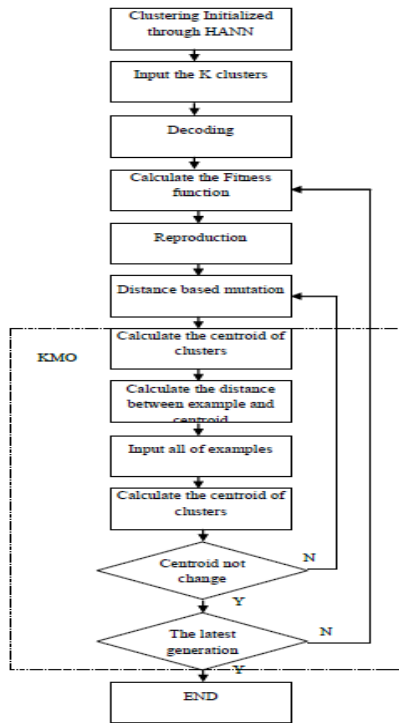 Clustering Initialized
through HANN
Input the K clusters
Decoding
Calculate the Fitness
function
Reproduction
Distance based mutation
KMO
Calculate the centroid of
clusters
Calculate the distance
between example and
centroid
Input all of examples
Calculate the centroid of
clusters
Centroid not
change
N
Y
The latest
generation
N
Y
END